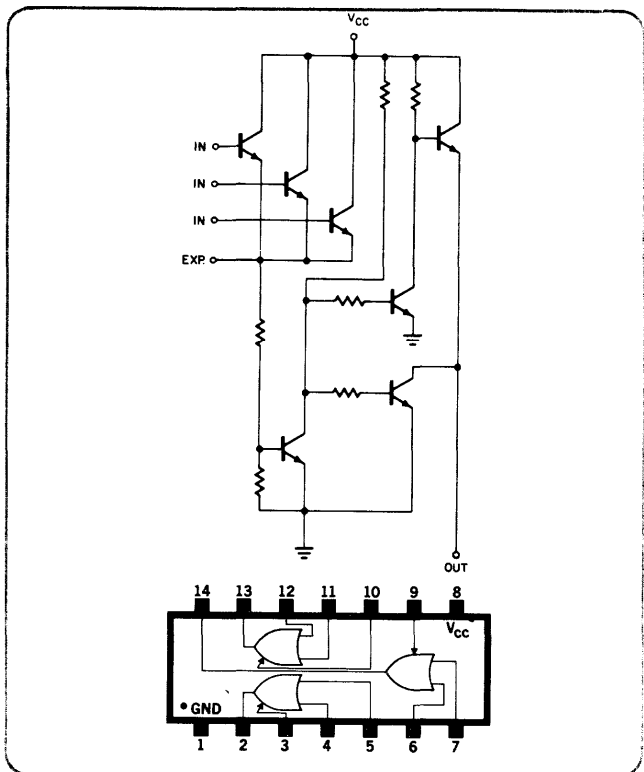 VCC
IN
IN
IN
EXP.
OUT
14 13 12 11 10 9 8
VCC
GND
1 2 3 4 5 6 7